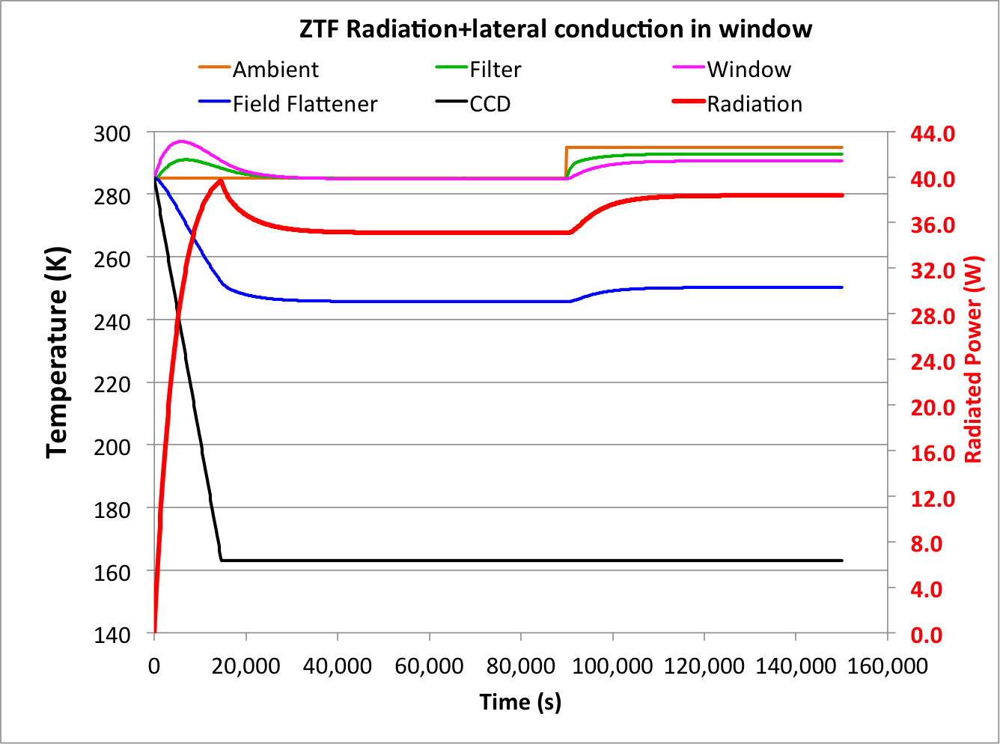 ZTF Radiation+lateral conduction in window
Ambient Filter Window
Field Flattener CCD Radiation
300 44.0
40.0
280
36.0
260
32.0
240 28.0
24.0
220
20.0
200
16.0
180 12.0
8.0
160
4.0
140 0.0
Temperature (K)
Radiated Power (W)
0 20,000 40,000 60,000 80,000 100,000 120,000 140,000 160,000
Time (s)